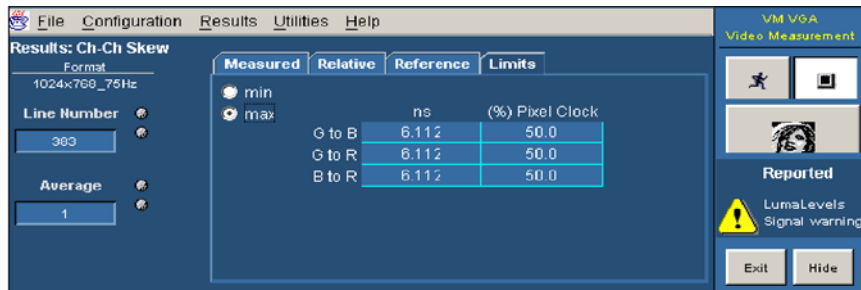 File Configuration Results Utilities Help
Results: Ch-Ch Skew
Format
1024x768_75Hz
Line Number
383
Average
1
Measured Relative Reference Limits
min
max
ns (%) Pixel Clock
G to B 6.112 50.0
G to R 6.112 50.0
B to R 6.112 50.0
VM VGA
Video Measurement
Reported
LumaLevels
Signal warning
Exit Hide